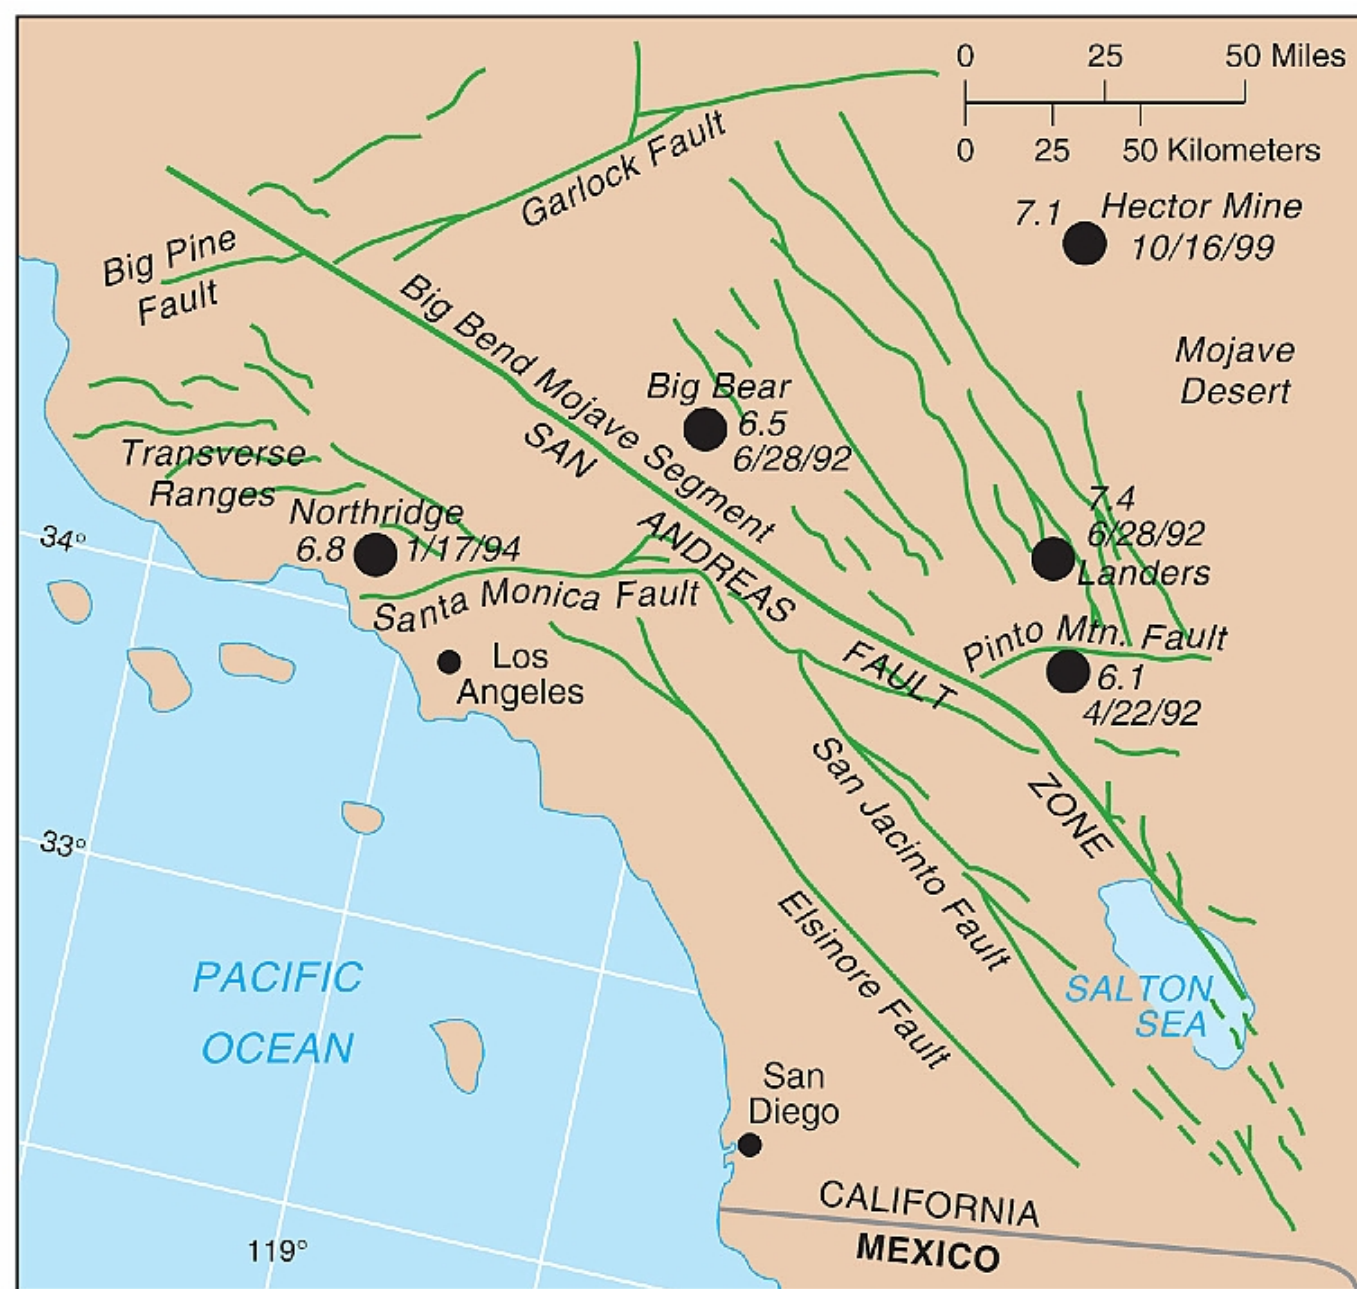 0 25 50 Miles
0 25 50 Kilometers
7.1 Hector Mine
10/16/99
Garlock Fault
Big Pine
Fault
Big Bend Mojave Segment
Mojave
Desert
Big Bear
6.5
6/28/92
SAN ANDREAS FAULT ZONE
Transverse
Ranges
Northridge
6.8 1/17/94
7.4
6/28/92
Landers
34°
Santa Monica Fault
Pinto Mtn. Fault
6.1
4/22/92
Los
Angeles
San Jacinto Fault
33°
Elsinore Fault
PACIFIC
OCEAN
SALTON
SEA
San
Diego
CALIFORNIA
MEXICO
119°